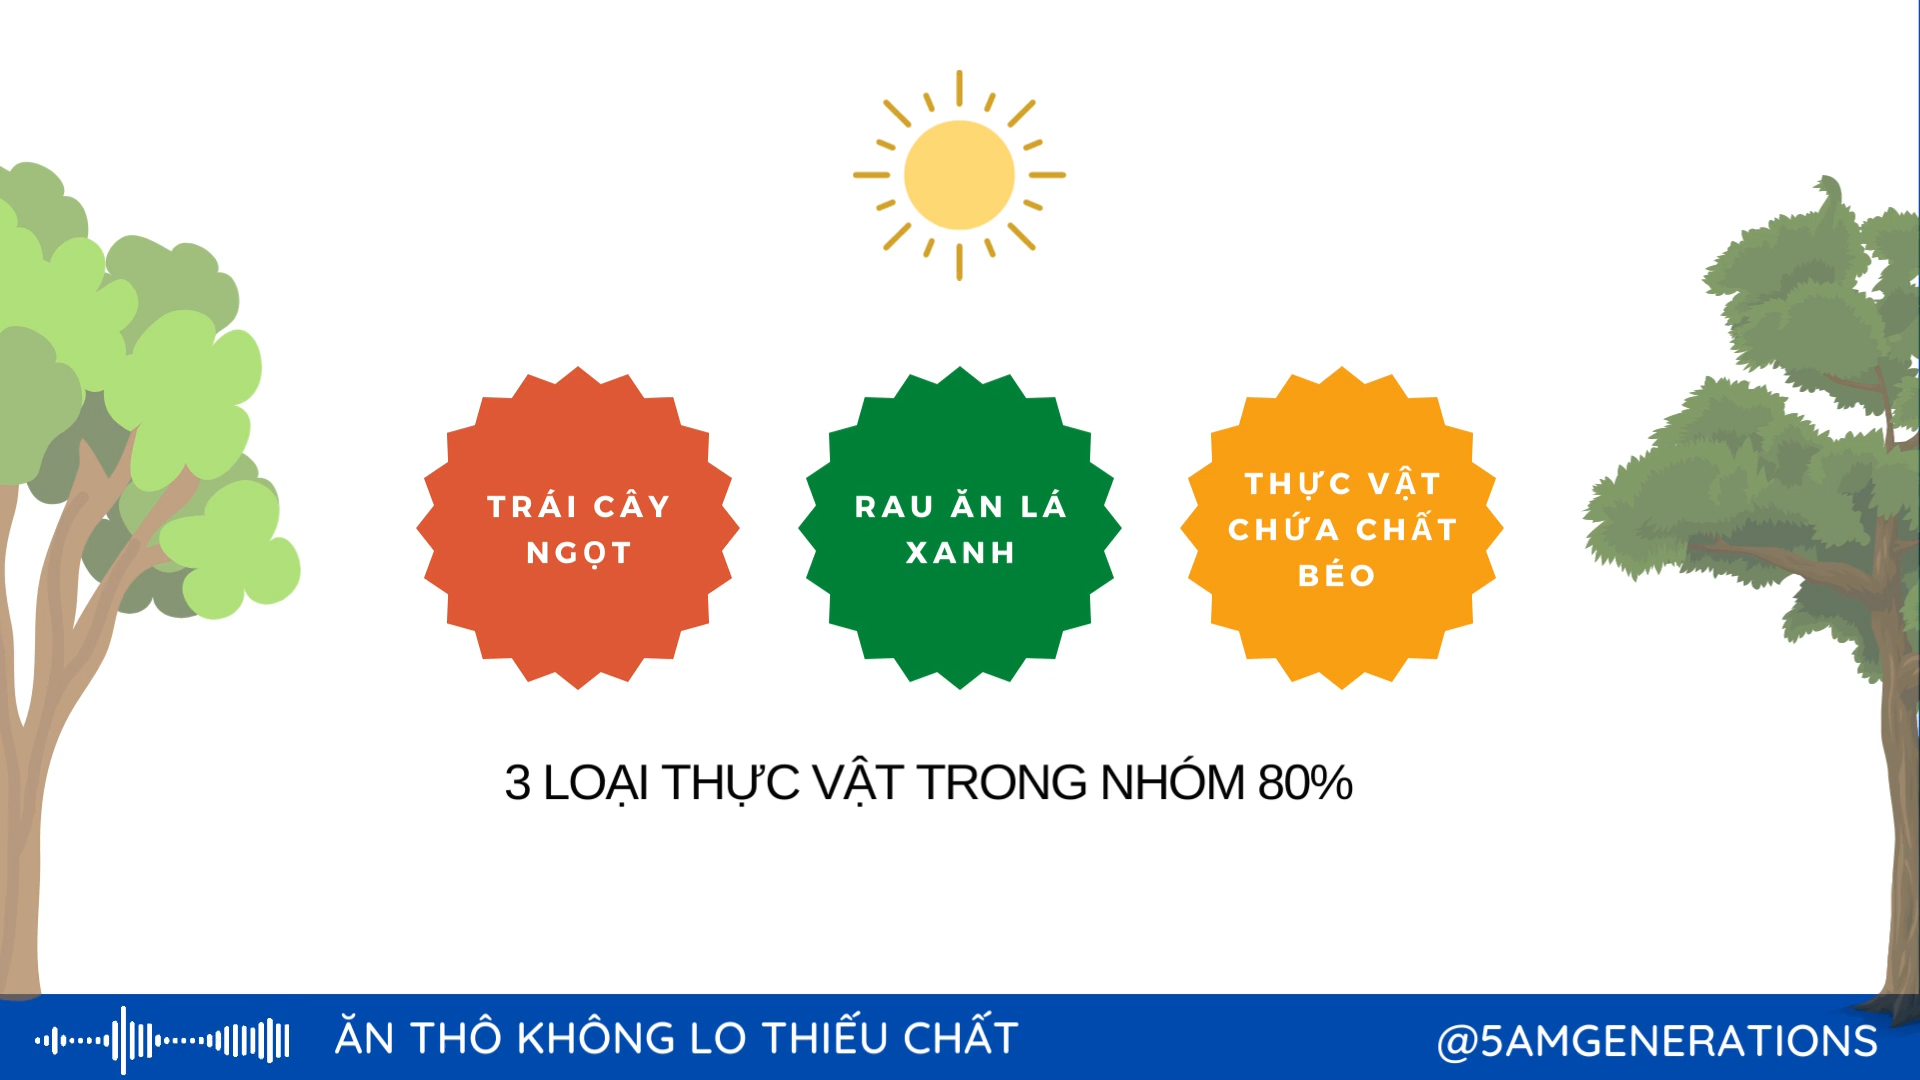 TRÁI CÂY
NGỌT
RAU ĂN LÁ
XANH
THỰC VẬT
CHỨA CHẤT
BÉO
3 LOẠI THỰC VẬT TRONG NHÓM 80%
ĂN THÔ KHÔNG LO THIẾU CHẤT
@5AMGENERATIONS